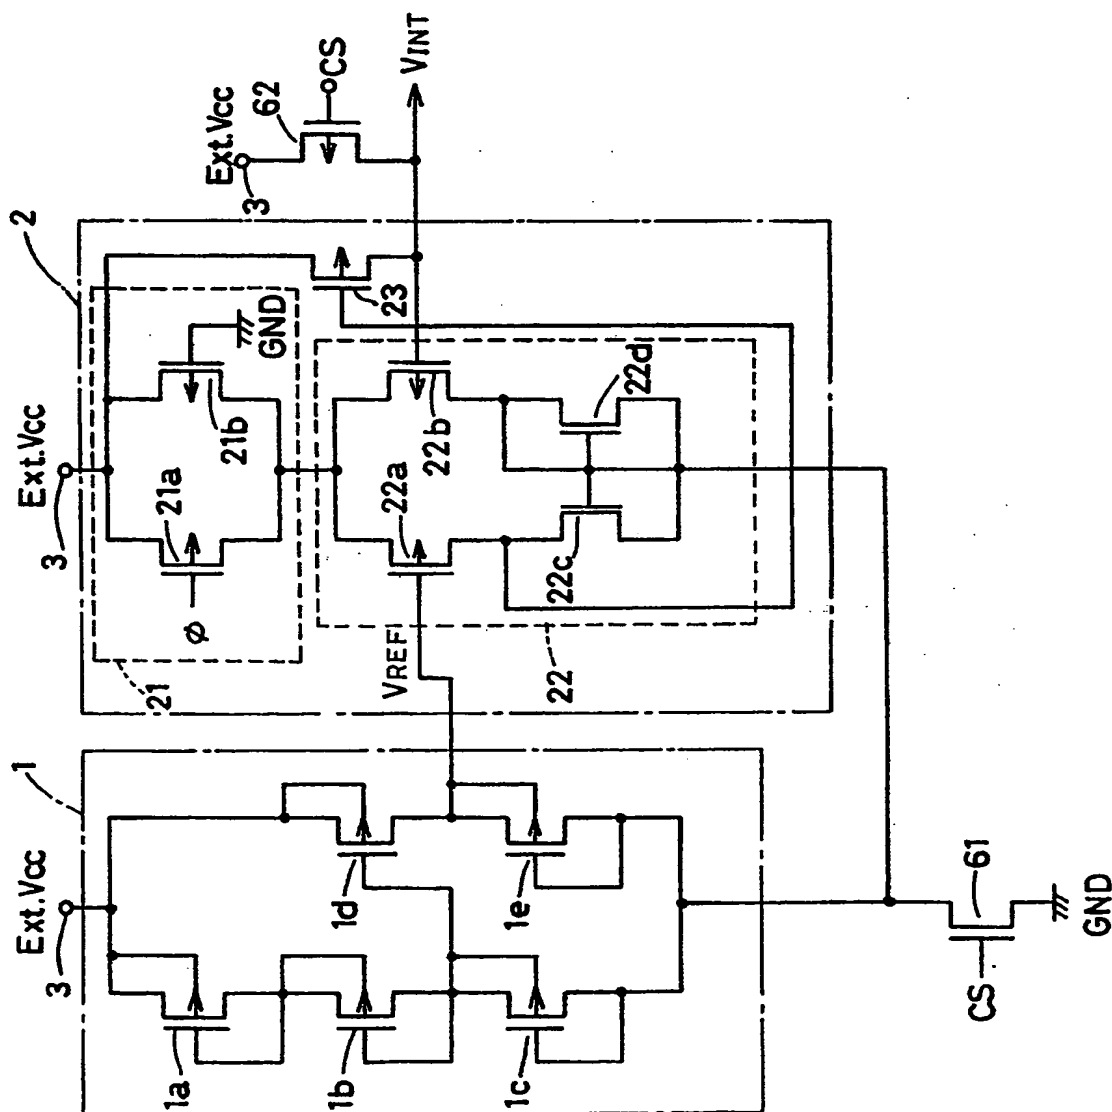 Ext.Vcc
3
1
1a
1b
1c
1d
1e
Ext.Vcc
3
2
21a
21b
φ
GND
21
VREF
22a
22b
22c
22d
22
23
Ext.Vcc
3
62
CS
VINT
CS
61
GND